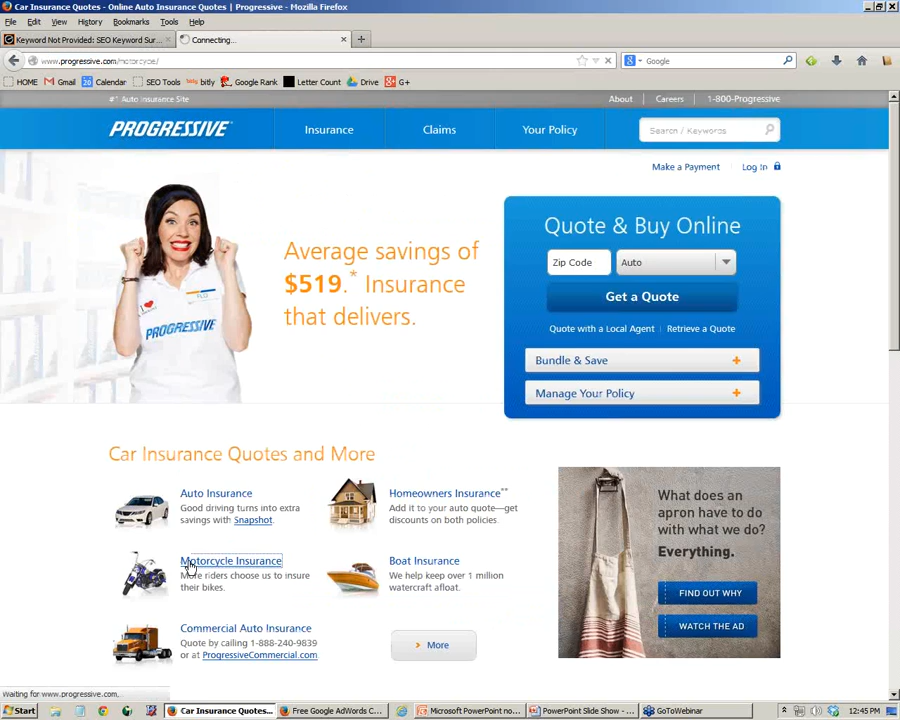 Car Insurance Quotes - Online Auto Insurance Quotes | Progressive - Mozilla Firefox
File Edit View History Bookmarks Tools Help
Keyword Not Provided: SEO Keyword Sur... Connecting...
www.progressive.com/motorcycle/ Google
HOME Gmail 20 Calendar SEO Tools bitly Google Rank Letter Count Drive G+
#1 Auto Insurance Site About Careers 1-800-Progressive
PROGRESSIVE Insurance Claims Your Policy Search / Keywords
Make a Payment Log In
Quote & Buy Online
Zip Code Auto
Get a Quote
Quote with a Local Agent Retrieve a Quote
Bundle & Save +
Manage Your Policy +
Average savings of
$519.* Insurance
that delivers.
FLO
I
PROGRESSIVE
Car Insurance Quotes and More
Auto Insurance
Good driving turns into extra
savings with Snapshot.
Homeowners Insurance**
Add it to your auto quote—get
discounts on both policies.
Motorcycle Insurance
More riders choose us to insure
their bikes.
Boat Insurance
We help keep over 1 million
watercraft afloat.
Commercial Auto Insurance
Quote by calling 1-888-240-9839
or at ProgressiveCommercial.com.
More
What does an
apron have to do
with what we do?
Everything.
FIND OUT WHY
WATCH THE AD
Waiting for www.progressive.com...
Start Car Insurance Quotes... Free Google AdWords C... Microsoft PowerPoint no... PowerPoint Slide Show - ... GoToWebinar 12:45 PM